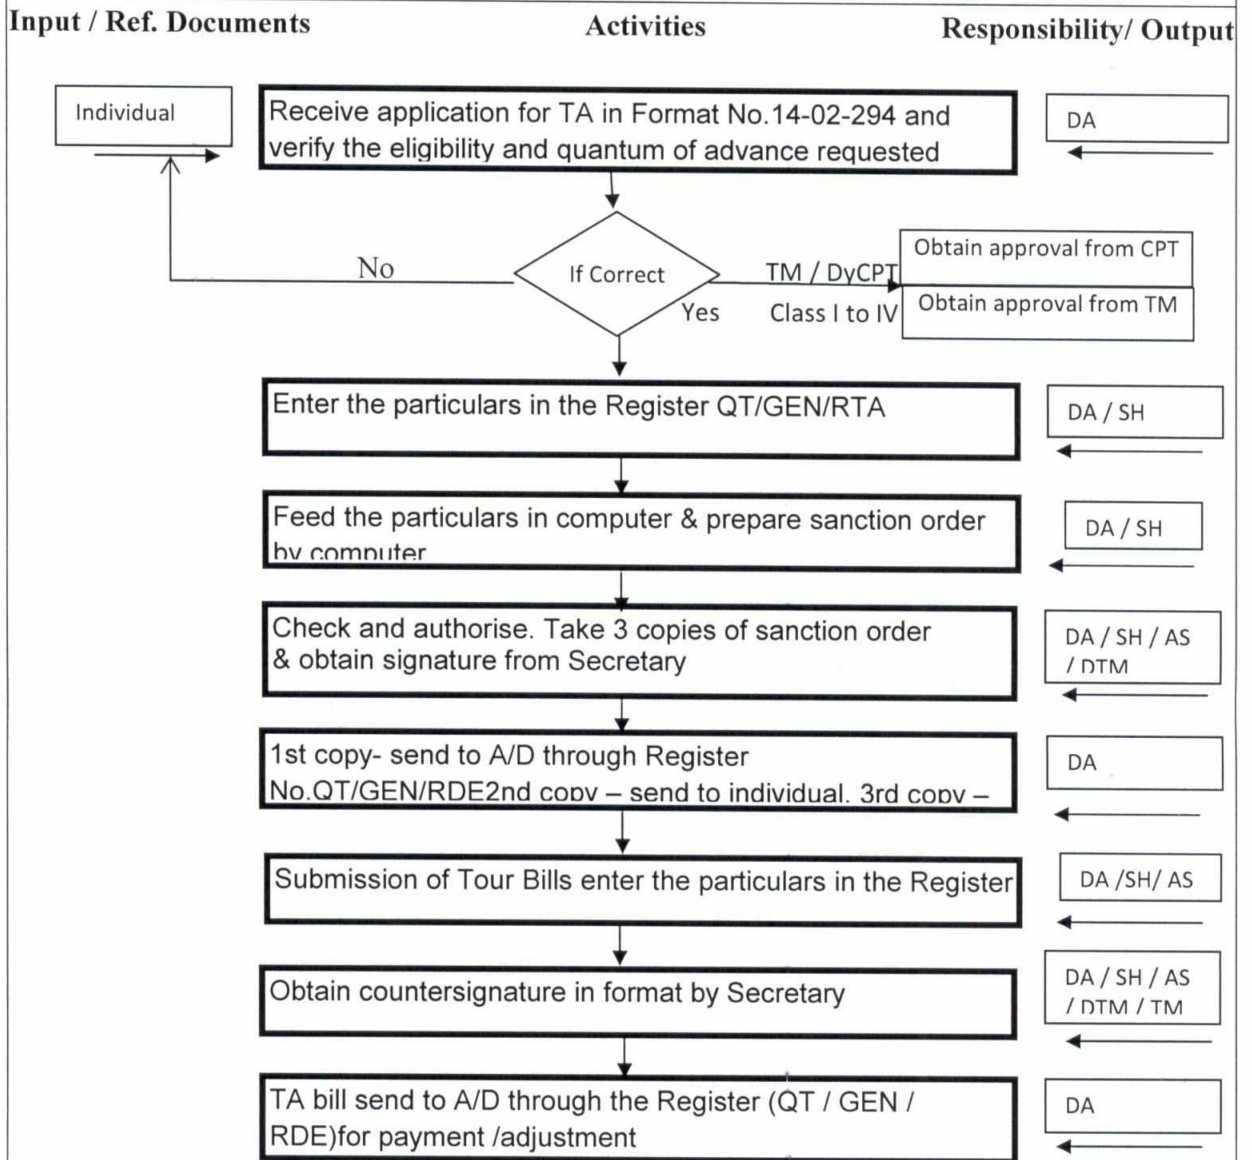 Input / Ref. Documents
Activities
Responsibility/ Output
Individual
Receive application for TA in Format No.14-02-294 and
verify the eligibility and quantum of advance requested
DA
No
If Correct
Yes
TM / DyCPT
Class I to IV
Obtain approval from CPT
Obtain approval from TM
Enter the particulars in the Register QT/GEN/RTA
DA / SH
Feed the particulars in computer & prepare sanction order
by computer
DA / SH
Check and authorise. Take 3 copies of sanction order
& obtain signature from Secretary
DA / SH / AS
/ DTM
1st copy- send to A/D through Register
No.QT/GEN/RDE2nd copy – send to individual. 3rd copy –
DA
Submission of Tour Bills enter the particulars in the Register
DA /SH/ AS
Obtain countersignature in format by Secretary
DA / SH / AS
/ DTM / TM
TA bill send to A/D through the Register (QT / GEN /
RDE)for payment /adjustment
DA